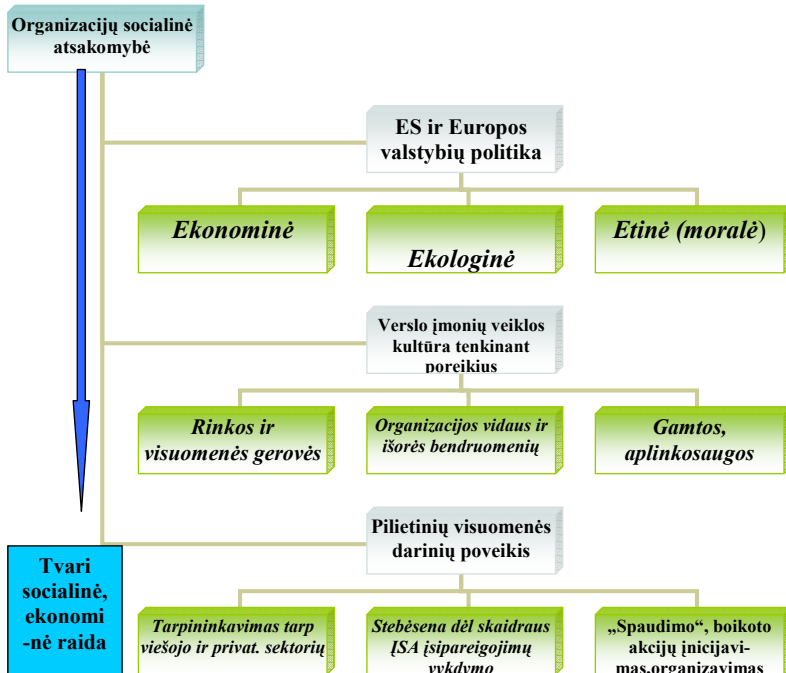 Organizacijų socialinė
atsakomybė
ES ir Europos
valstybių politika
Ekonominė
Ekologinė
Etinė (moralė)
Verslo įmonių veiklos
kultūra tenkinant
poreikius
Rinkos ir
visuomenės gerovės
Organizacijos vidaus ir
išorės bendruomenių
Gamtos,
aplinkosaugos
Pilietinių visuomenės
darinių poveikis
Tvari
socialinė,
ekonomi
-nė raida
Tarpininkavimas tarp
viešojo ir privat. sektorių
Stebėsena dėl skaidraus
ĮSA įsipareigojimų
vykdymo
„Spaudimo“, boikoto
akcijų inicijavi-
mas,organizavimas